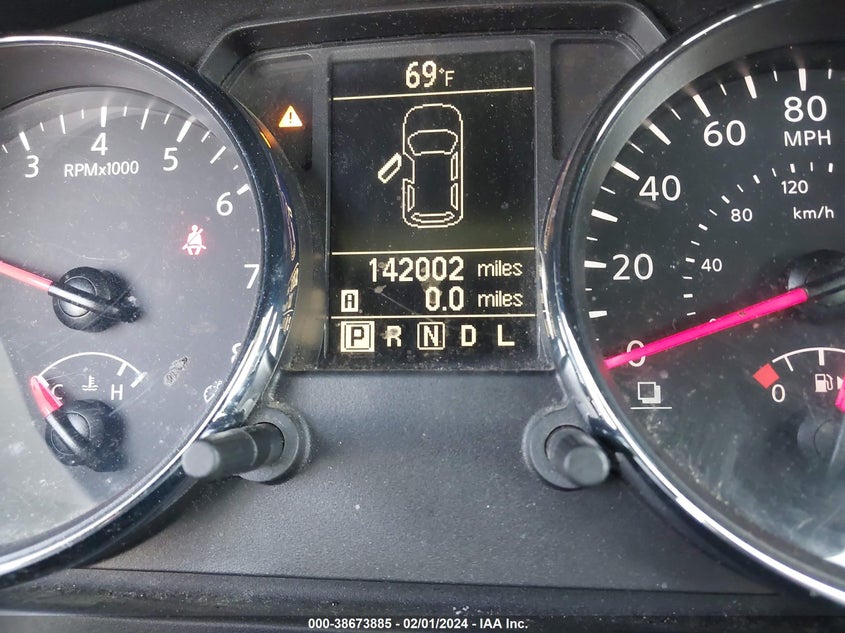 69°F
3 4 5 6 7 8
RPMx1000
C H
142002 miles
A 0.0 miles
P R N D L
0 20 40 60 80
MPH
40 80 120
km/h
0
000-38673885 - 02/01/2024 - IAA Inc.